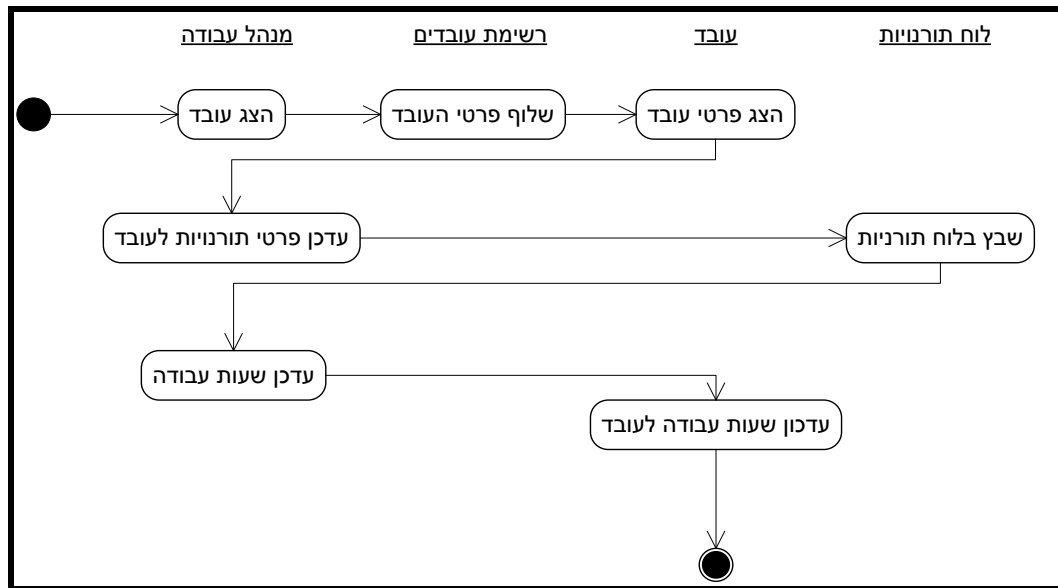 מנהל עבודה
רשימת עובדים
עובד
לוח תורנויות
הצג עובד
שלוף פרטי העובד
הצג פרטי עובד
עדכן פרטי תורנויות לעובד
שבץ בלוח תורניות
עדכן שעות עבודה
עדכון שעות עבודה לעובד